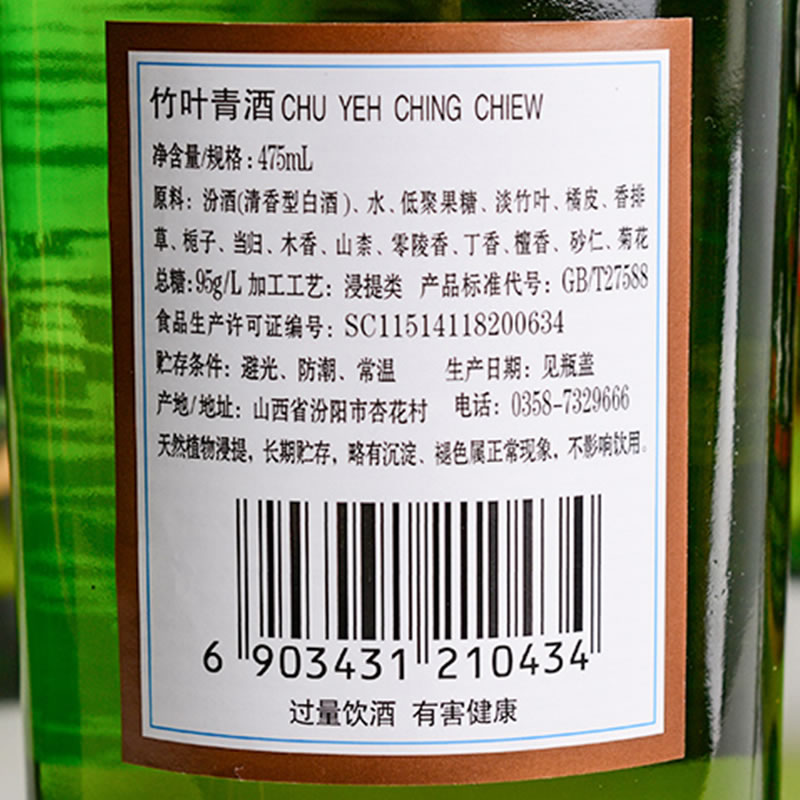 竹叶青酒 CHU YEH CHING CHIEW
净含量/规格：475mL
原料：汾酒(清香型白酒)、水、低聚果糖、淡竹叶、橘皮、香排
草、栀子、当归、木香、山柰、零陵香、丁香、檀香、砂仁、菊花
总糖：95g/L 加工工艺：浸提类 产品标准代号：GB/T27588
食品生产许可证编号：SC11514118200634
贮存条件：避光、防潮、常温 生产日期：见瓶盖
产地/地址：山西省汾阳市杏花村 电话：0358-7329666
天然植物浸提，长期贮存，略有沉淀、褪色属正常现象，不影响饮用。
6 903431 210434
过量饮酒 有害健康